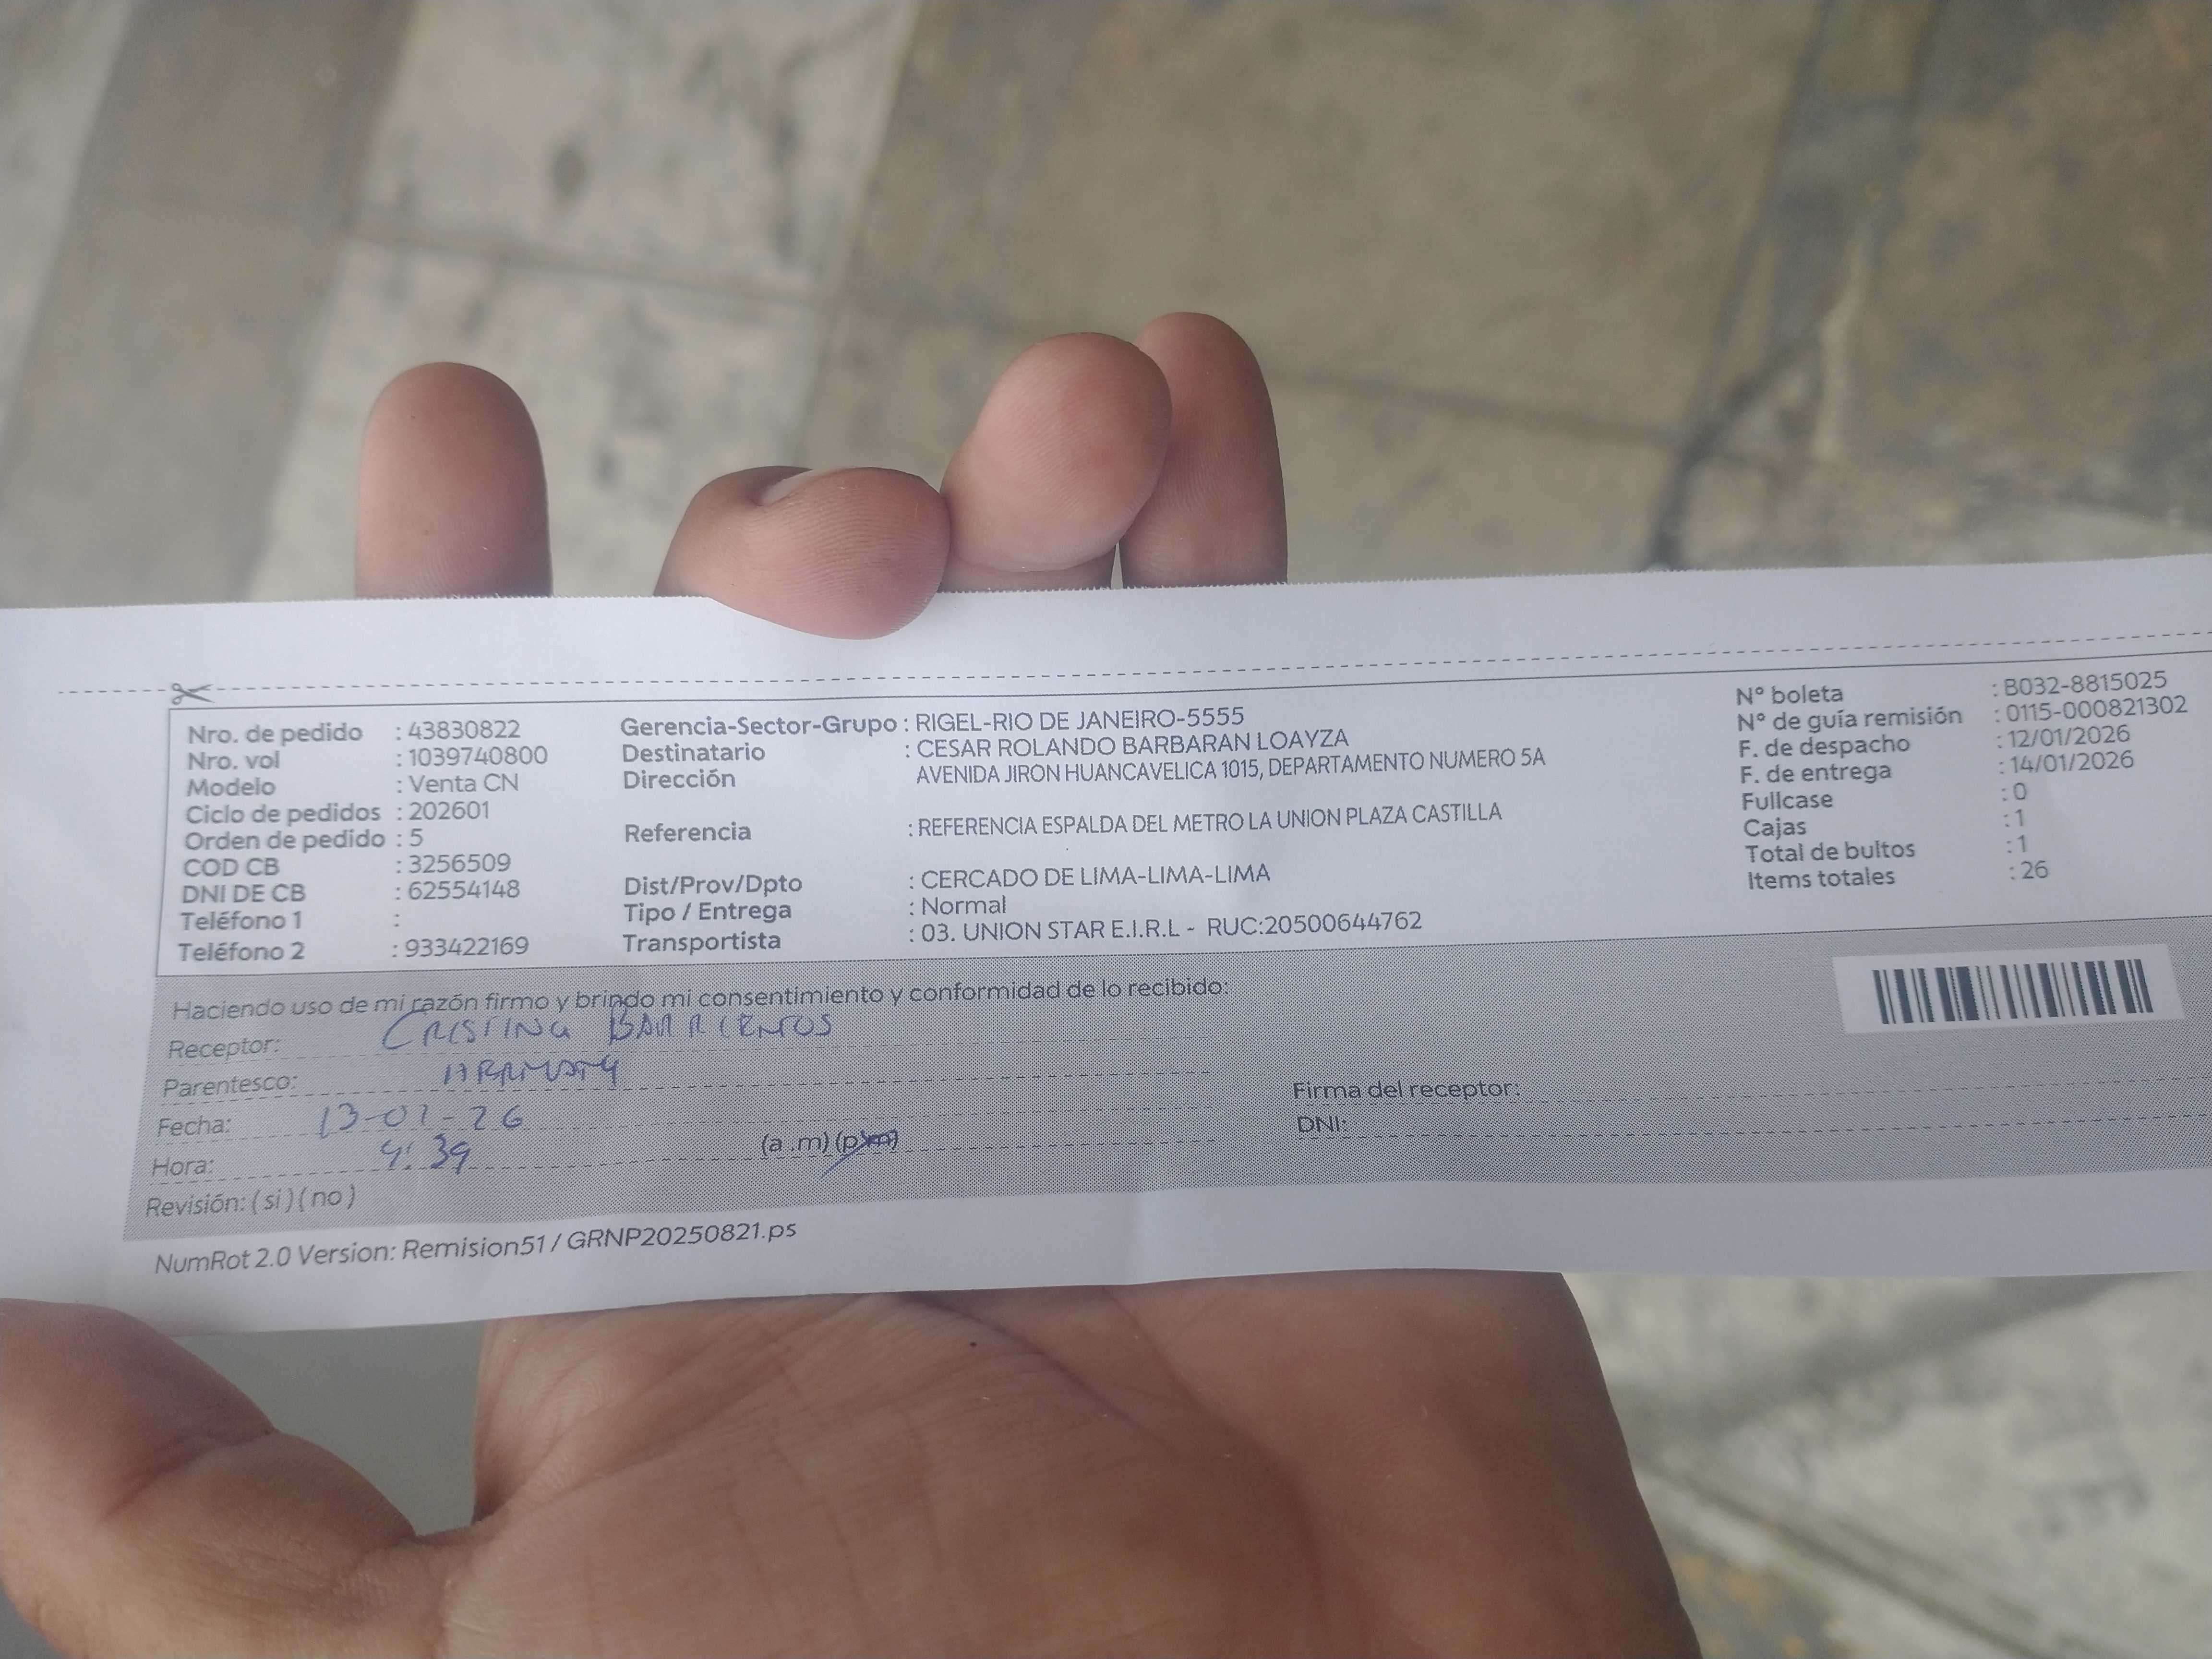 Nro. de pedido : 43830822
Nro. vol : 1039740800
Modelo : Venta CN
Ciclo de pedidos : 202601
Orden de pedido : 5
COD CB : 3256509
DNI DE CB : 62554148
Teléfono 1 :
Teléfono 2 : 933422169
Gerencia-Sector-Grupo : RIGEL-RIO DE JANEIRO-5555
Destinatario : CESAR ROLANDO BARBARAN LOAYZA
Dirección AVENIDA JIRON HUANCAVELICA 1015, DEPARTAMENTO NUMERO 5A
Referencia : REFERENCIA ESPALDA DEL METRO LA UNION PLAZA CASTILLA
Dist/Prov/Dpto : CERCADO DE LIMA-LIMA-LIMA
Tipo / Entrega : Normal
Transportista : 03. UNION STAR E.I.R.L - RUC:20500644762
N° boleta : B032-8815025
N° de guía remisión : 0115-000821302
F. de despacho : 12/01/2026
F. de entrega : 14/01/2026
Fullcase : 0
Cajas : 1
Total de bultos : 1
Items totales : 26
Haciendo uso de mi razón firmo y brindo mi consentimiento y conformidad de lo recibido:
Receptor: CRISTINA BARRIENTOS
Parentesco:
Fecha: 13-01-26
Hora: 4:39 (a .m) (p.m)
Revisión: ( si ) ( no )
Firma del receptor:
DNI:
NumRot 2.0 Version: Remision51 / GRNP20250821.ps